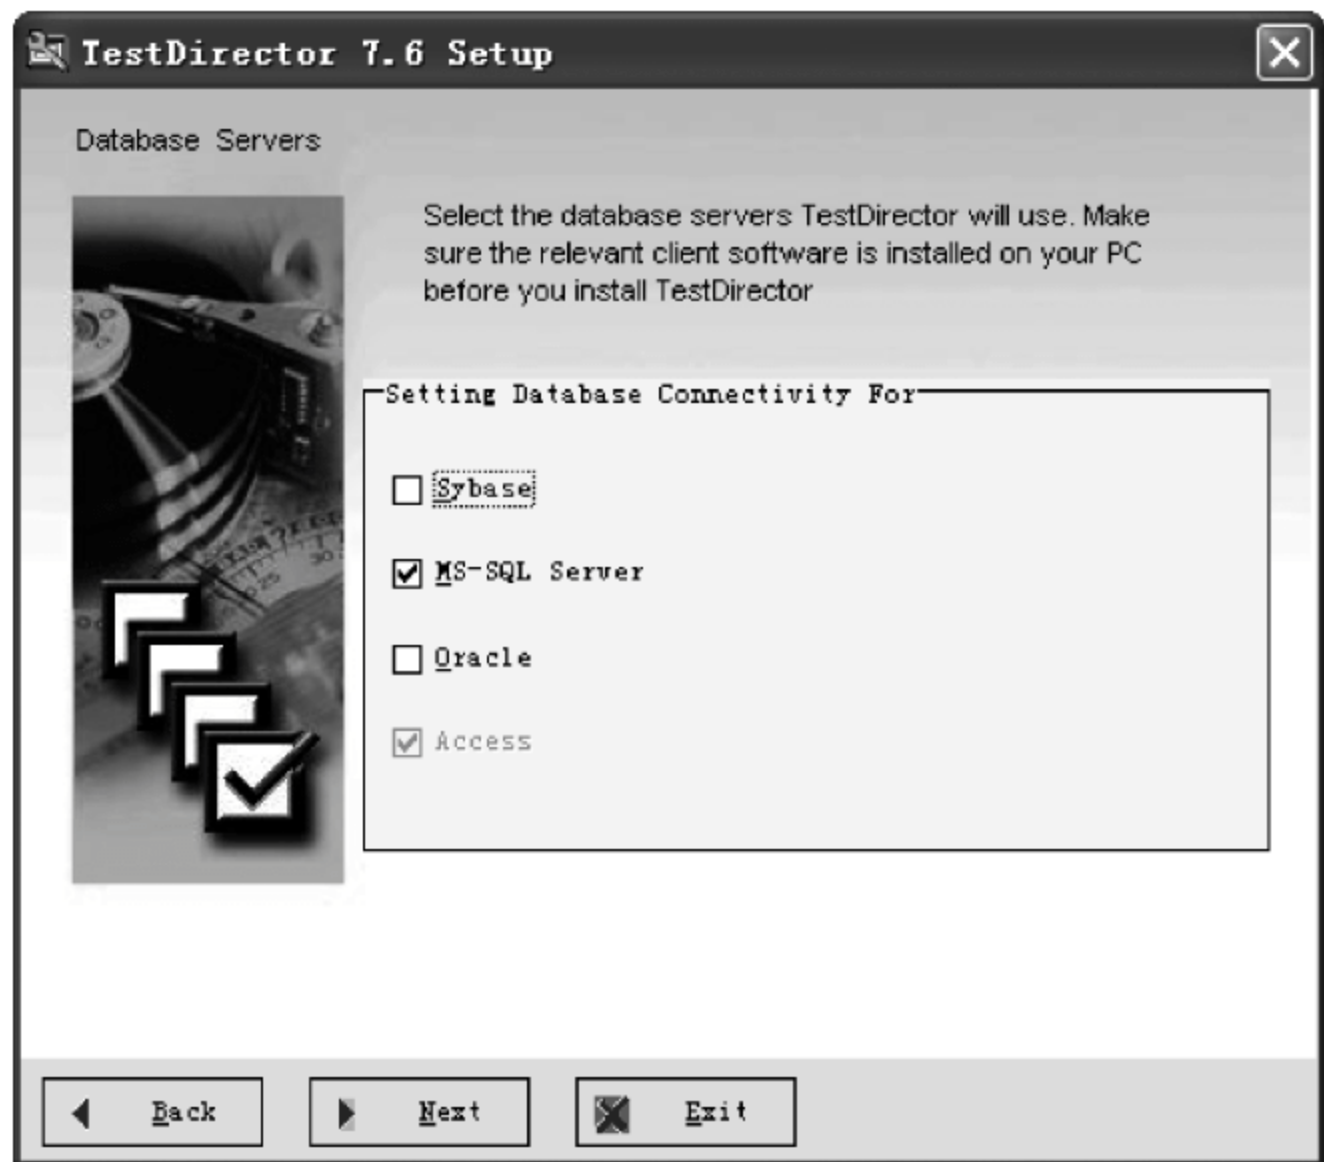 TestDirector 7.6 Setup
Database Servers
Select the database servers TestDirector will use. Make
sure the relevant client software is installed on your PC
before you install TestDirector
Setting Database Connectivity For
Sybase
MS-SQL Server
Oracle
Access
Back
Next
Exit